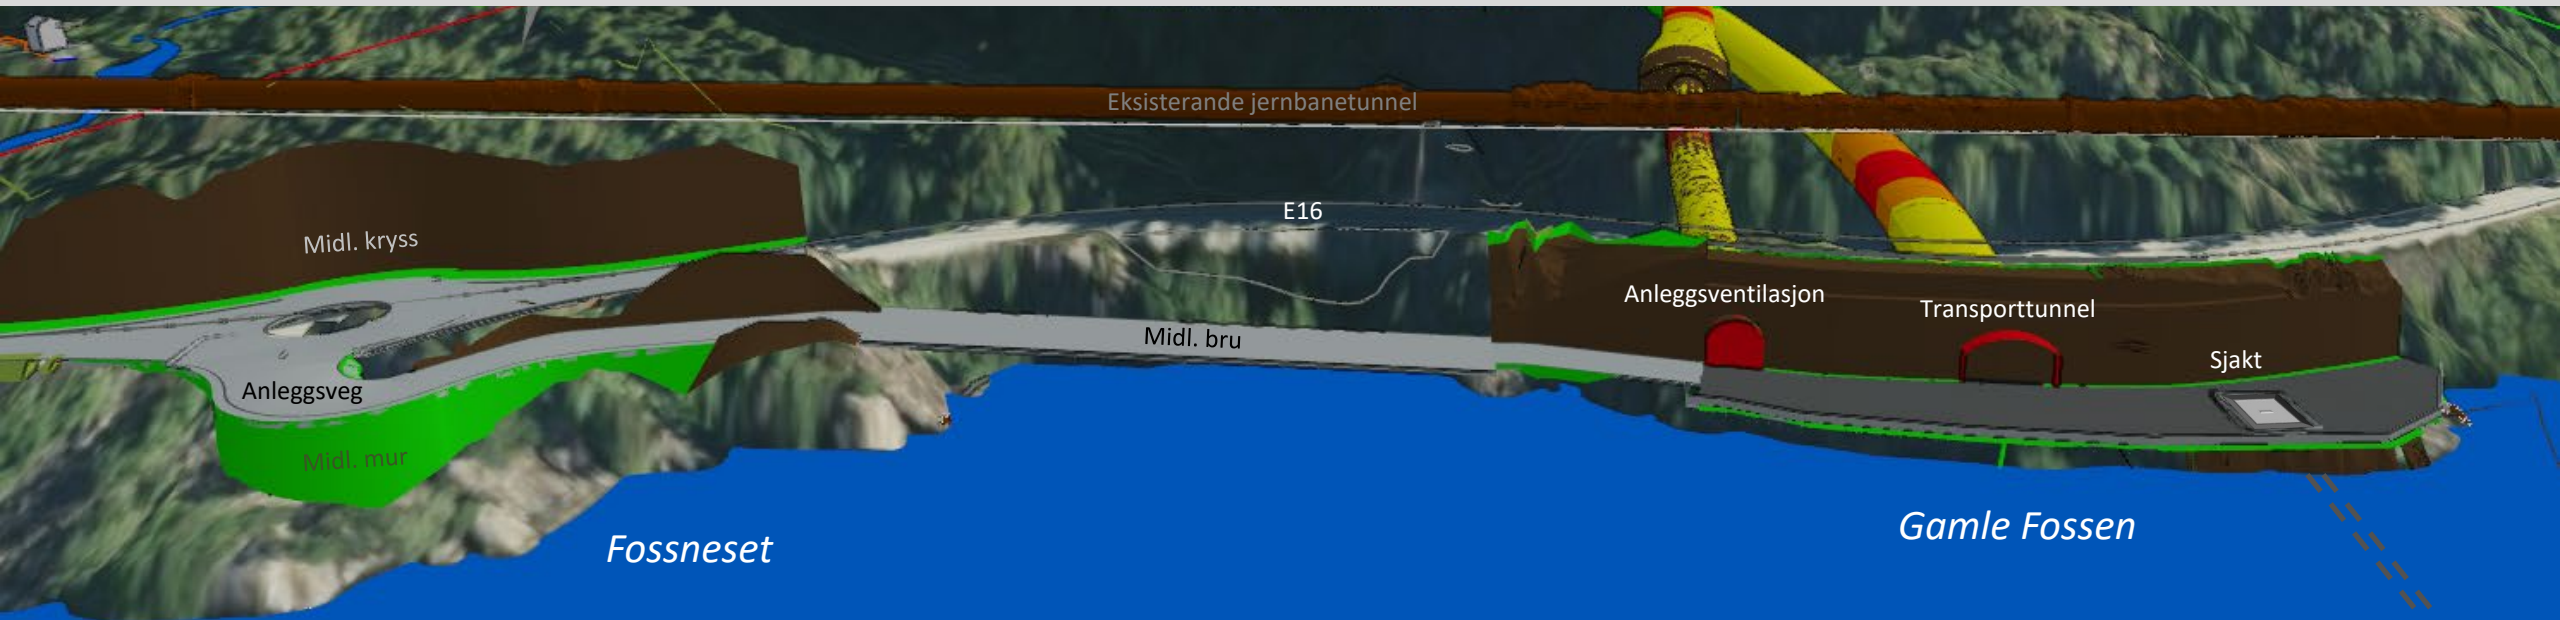 Eksisterande jernbanetunnel
E16
Midl. kryss
Anleggsventilasjon
Transporttunnel
Midl. bru
Sjakt
Anleggsveg
Midl. mur
Gamle Fossen
Fossneset